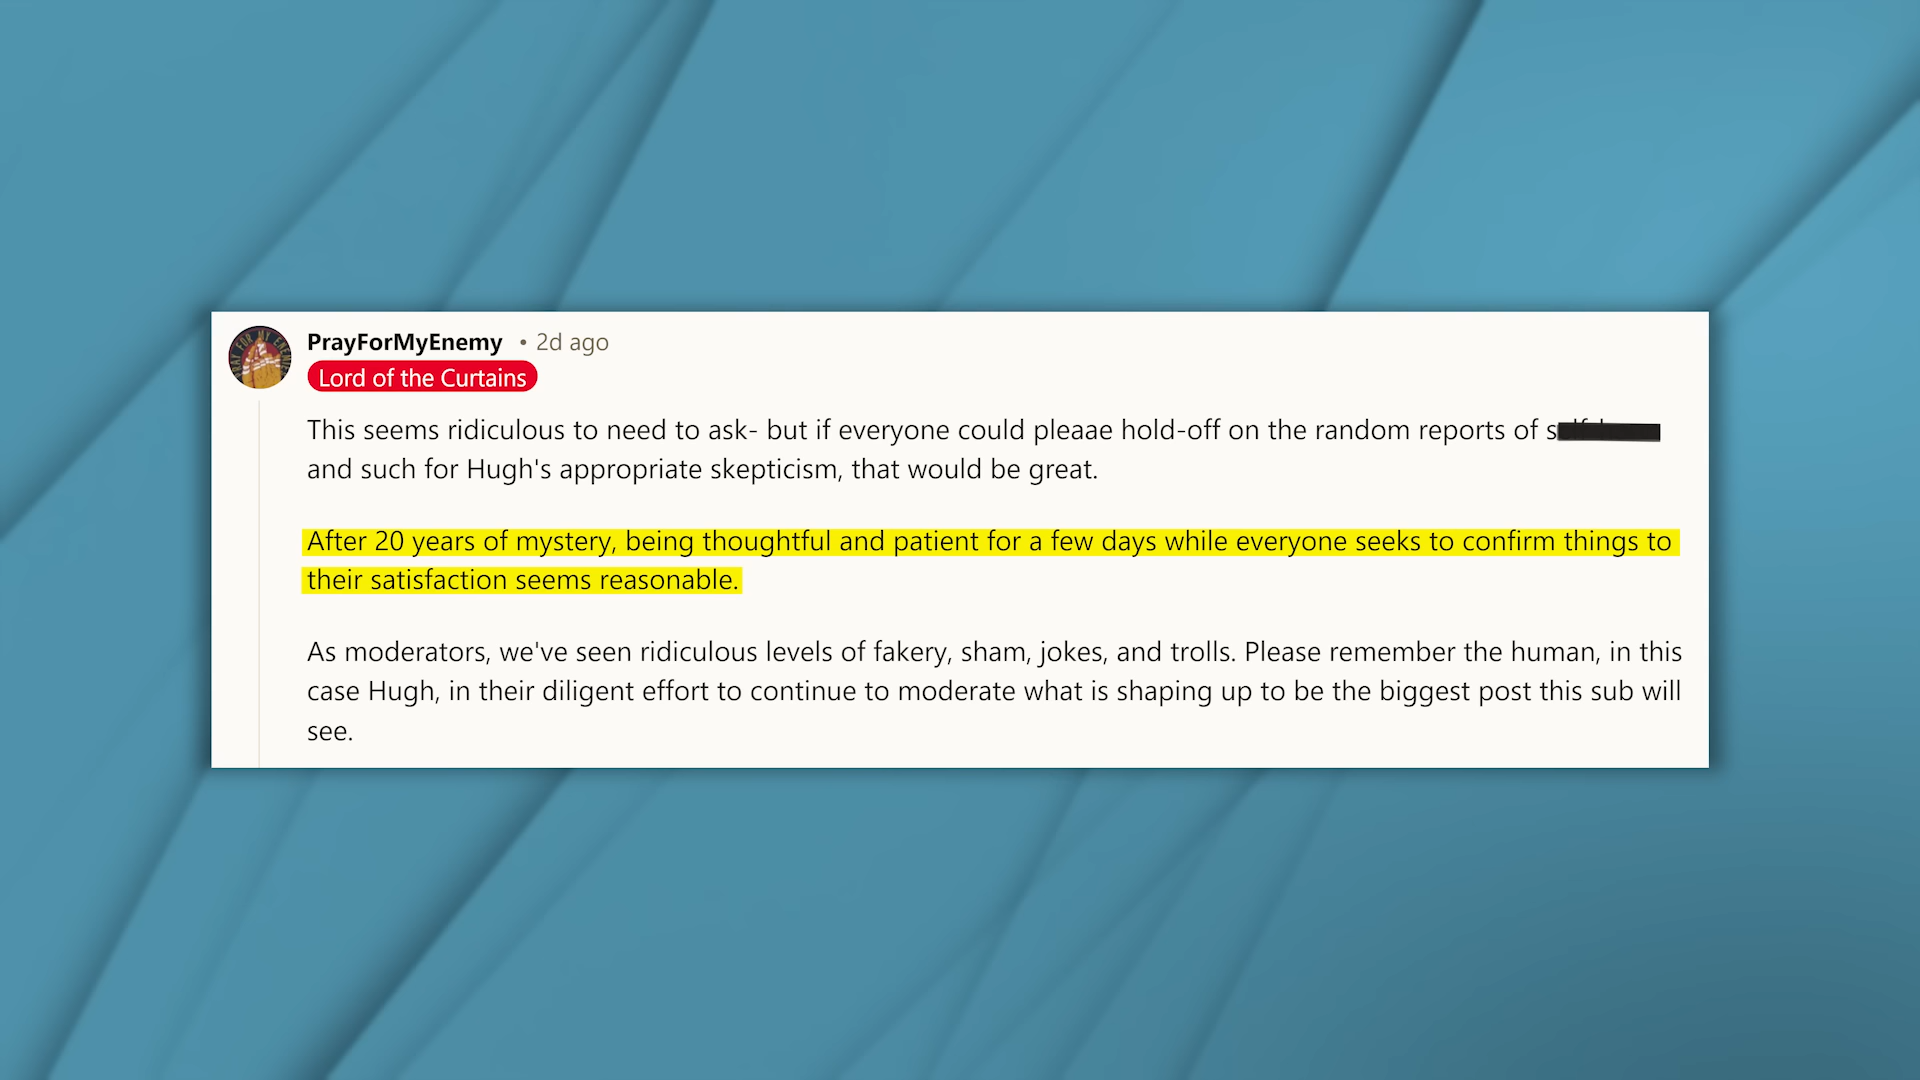 PRAY FOR MY ENEMY
PrayForMyEnemy • 2d ago
Lord of the Curtains
This seems ridiculous to need to ask- but if everyone could pleaae hold-off on the random reports of
and such for Hugh's appropriate skepticism, that would be great.
After 20 years of mystery, being thoughtful and patient for a few days while everyone seeks to confirm things to
their satisfaction seems reasonable.
As moderators, we've seen ridiculous levels of fakery, sham, jokes, and trolls. Please remember the human, in this
case Hugh, in their diligent effort to continue to moderate what is shaping up to be the biggest post this sub will
see.